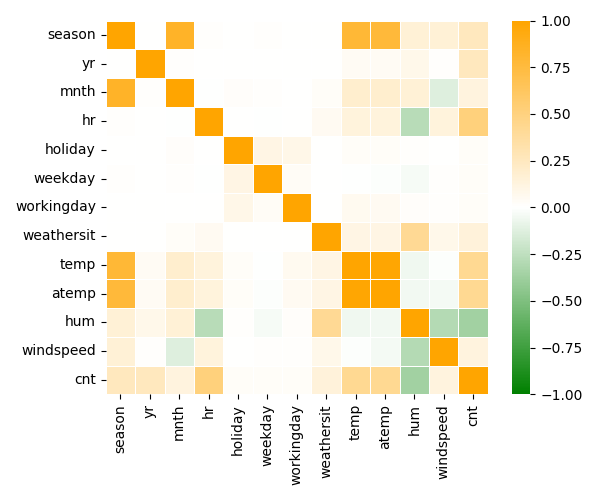 season
yr
mnth
hr
holiday
weekday
workingday
weathersit
temp
atemp
hum
windspeed
cnt
season
yr
mnth
hr
holiday
weekday
workingday
weathersit
temp
atemp
hum
windspeed
cnt
1.00
0.75
0.50
0.25
0.00
−0.25
−0.50
−0.75
−1.00